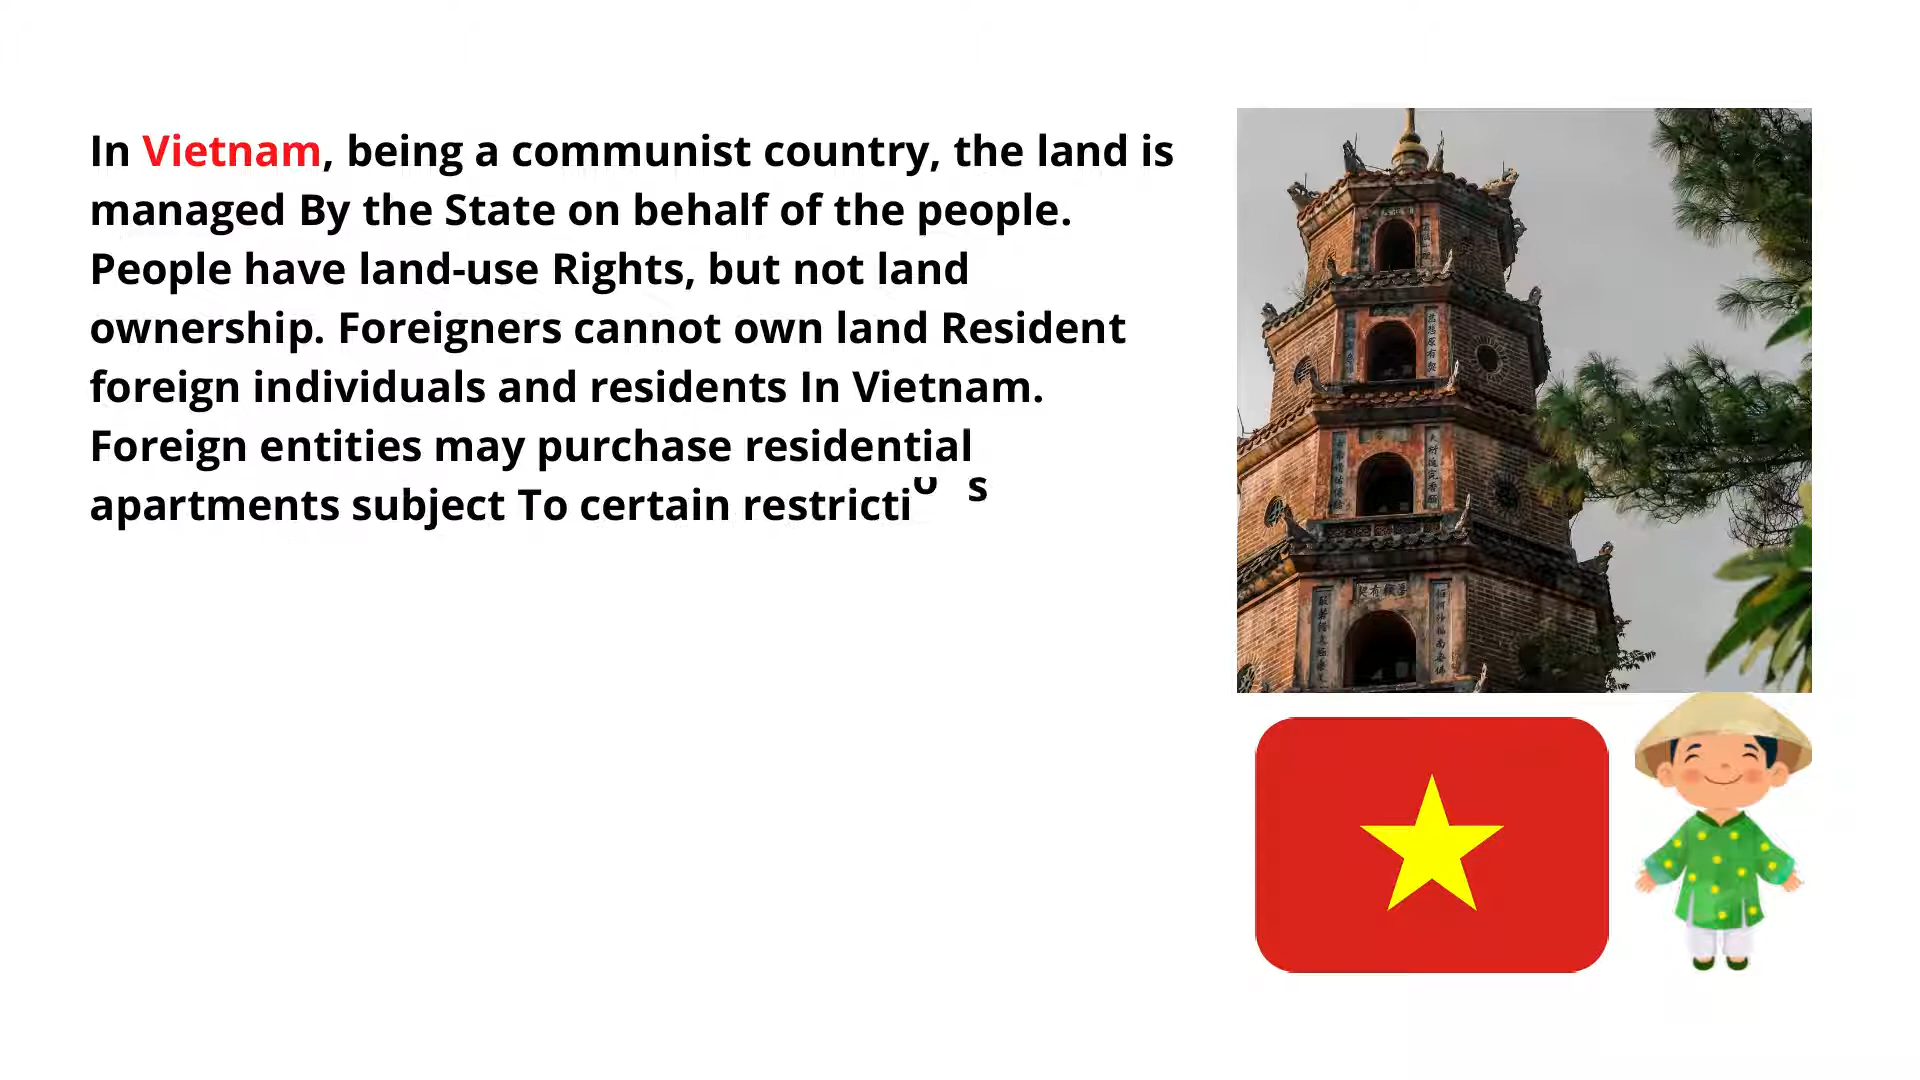 In Vietnam, being a communist country, the land is
managed By the State on behalf of the people.
People have land-use Rights, but not land
ownership. Foreigners cannot own land Resident
foreign individuals and residents In Vietnam.
Foreign entities may purchase residential
apartments subject To certain